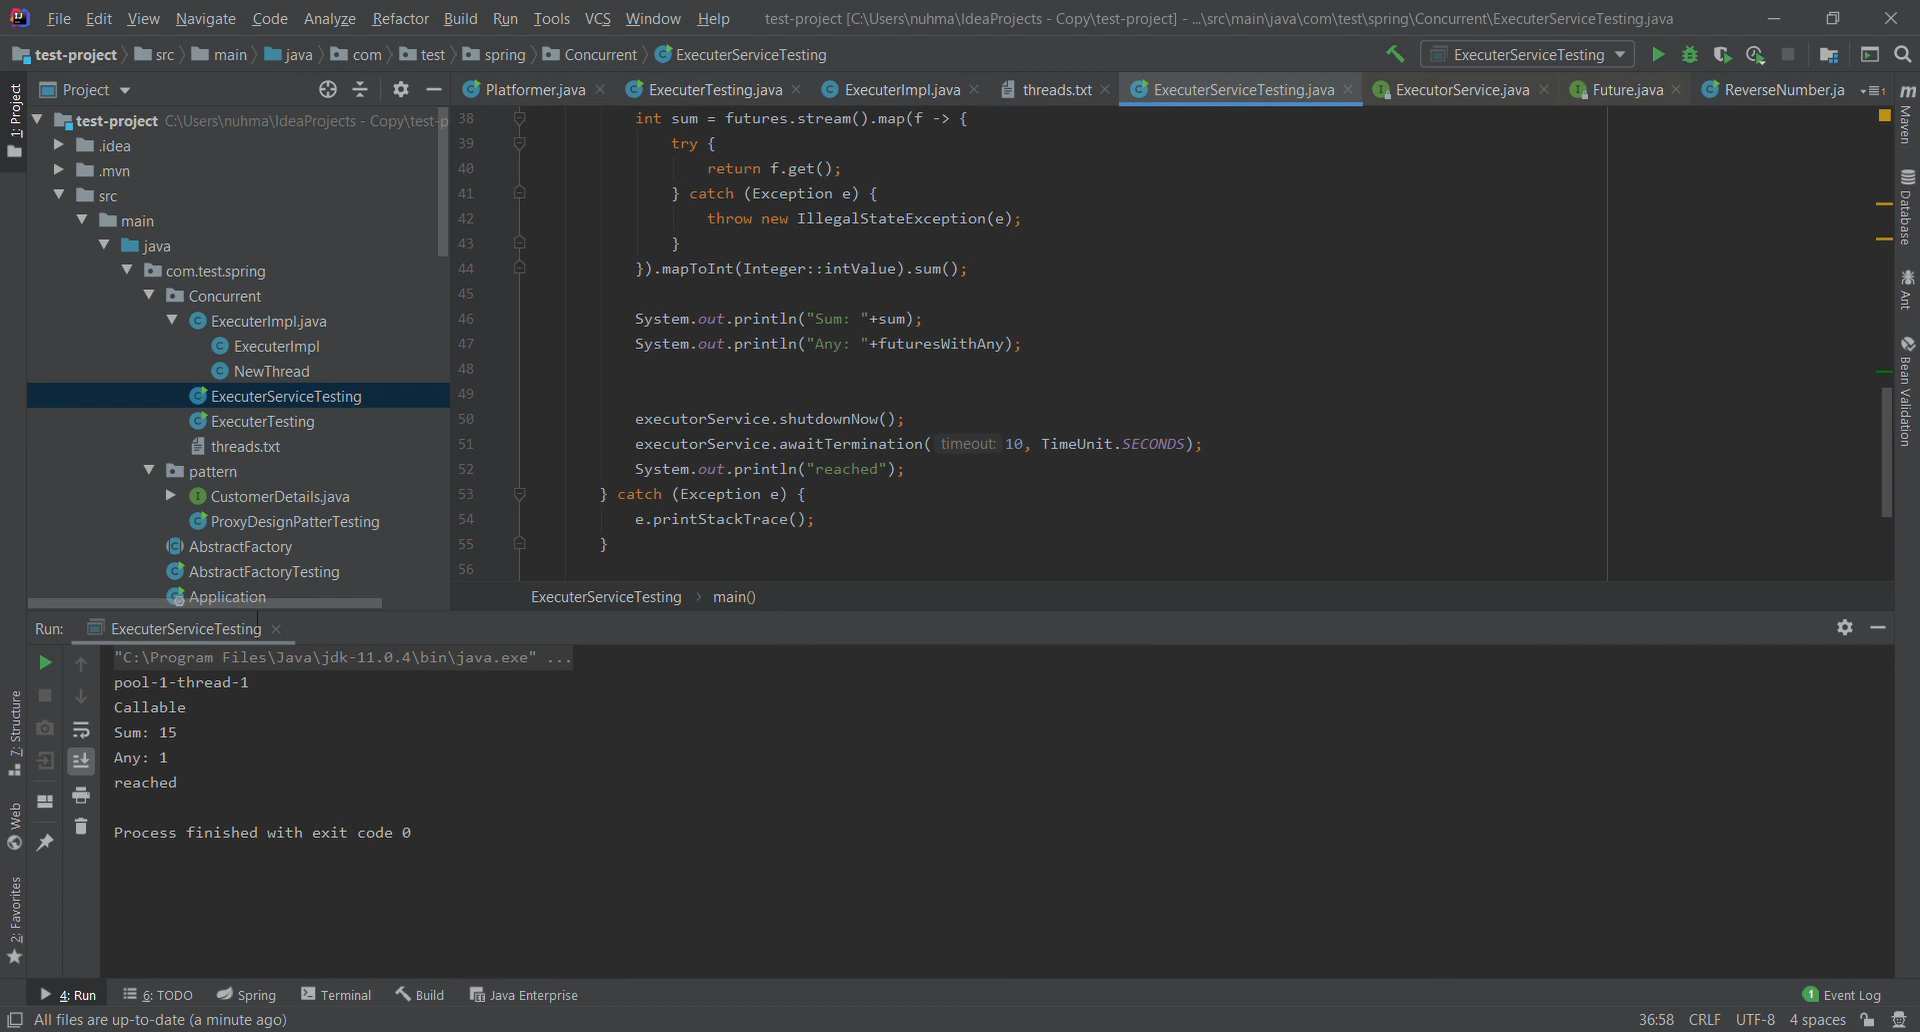 File Edit View Navigate Code Analyze Refactor Build Run Tools VCS Window Help test-project [C:\Users\nuhma\IdeaProjects - Copy\test-project] - ...\src\main\java\com\test\spring\Concurrent\ExecuterServiceTesting.java
test-project src main java com test spring Concurrent ExecuterServiceTesting ExecuterServiceTesting
Project Platformer.java ExecuterTesting.java ExecuterImpl.java threads.txt ExecuterServiceTesting.java ExecutorService.java Future.java ReverseNumber.ja 1
1: Project
7: Structure
Web
2: Favorites
test-project C:\Users\nuhma\IdeaProjects - Copy\test-p
.idea
.mvn
src
main
java
com.test.spring
Concurrent
ExecuterImpl.java
ExecuterImpl
NewThread
ExecuterServiceTesting
ExecuterTesting
threads.txt
pattern
CustomerDetails.java
ProxyDesignPatterTesting
AbstractFactory
AbstractFactoryTesting
Application
38 int sum = futures.stream().map(f -> {
39 try {
40 return f.get();
41 } catch (Exception e) {
42 throw new IllegalStateException(e);
43 }
44 }).mapToInt(Integer::intValue).sum();
45
46 System.out.println("Sum: "+sum);
47 System.out.println("Any: "+futuresWithAny);
48
49
50 executorService.shutdownNow();
51 executorService.awaitTermination( timeout: 10, TimeUnit.SECONDS);
52 System.out.println("reached");
53 } catch (Exception e) {
54 e.printStackTrace();
55 }
56
ExecuterServiceTesting main()
Maven
Database
Ant
Bean Validation
Run: ExecuterServiceTesting
"C:\Program Files\Java\jdk-11.0.4\bin\java.exe" ...
pool-1-thread-1
Callable
Sum: 15
Any: 1
reached
Process finished with exit code 0
4: Run 6: TODO Spring Terminal Build Java Enterprise 1 Event Log
All files are up-to-date (a minute ago) 36:58 CRLF UTF-8 4 spaces